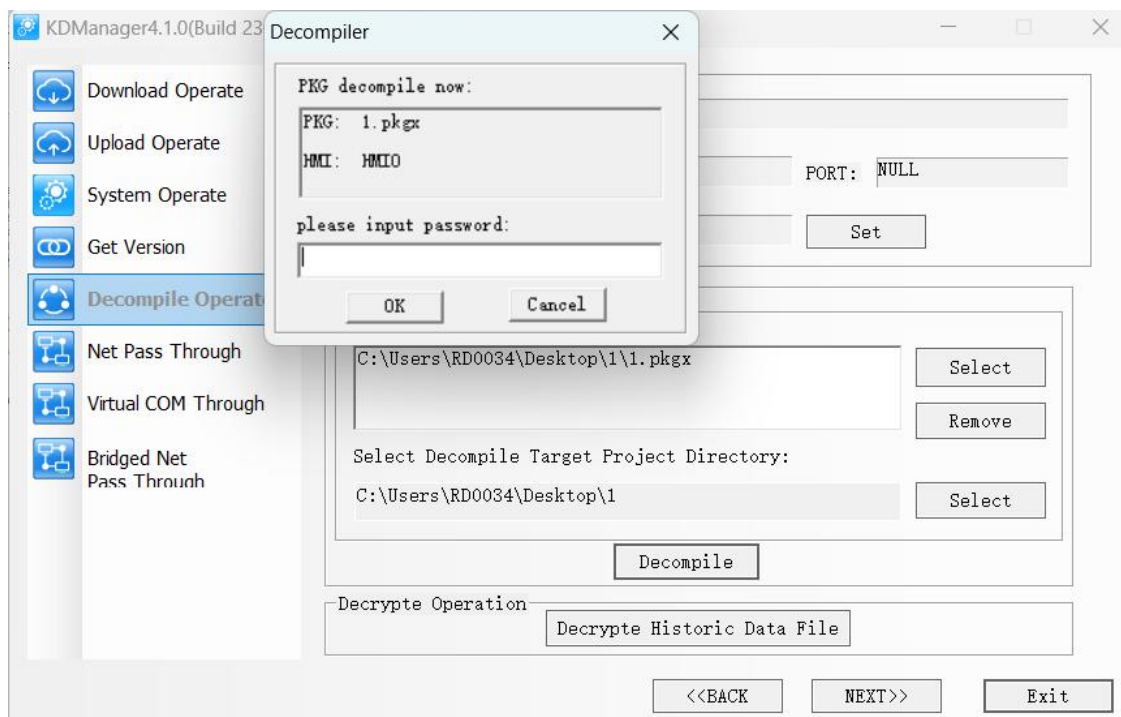 KDManager4.1.0(Build 23
Decompiler
Download Operate
Upload Operate
System Operate
Get Version
Decompile Operat
Net Pass Through
Virtual COM Through
Bridged Net
Pass Through
PKG decompile now:
PKG: 1.pkgx
HMI: HMI0
please input password:
OK
Cancel
PORT: NULL
Set
C:\Users\RD0034\Desktop\1\1.pkgx
Select
Remove
Select Decompile Target Project Directory:
C:\Users\RD0034\Desktop\1
Select
Decompile
Decrypte Operation
Decrypte Historic Data File
<<BACK
NEXT>>
Exit